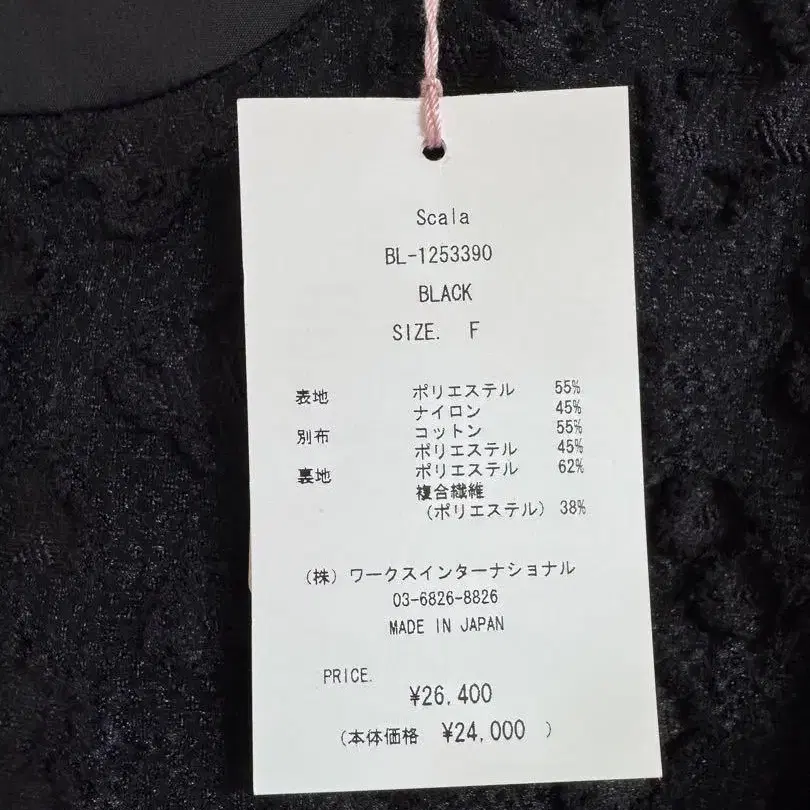 Scala
BL-1253390
BLACK
SIZE. F
表地 ポリエステル 55%
ナイロン 45%
別布 コットン 55%
ポリエステル 45%
裏地 ポリエステル 62%
複合繊維
(ポリエステル) 38%
(株) ワークスインターナショナル
03-6826-8826
MADE IN JAPAN
PRICE.
¥26,400
(本体価格 ¥24,000 )